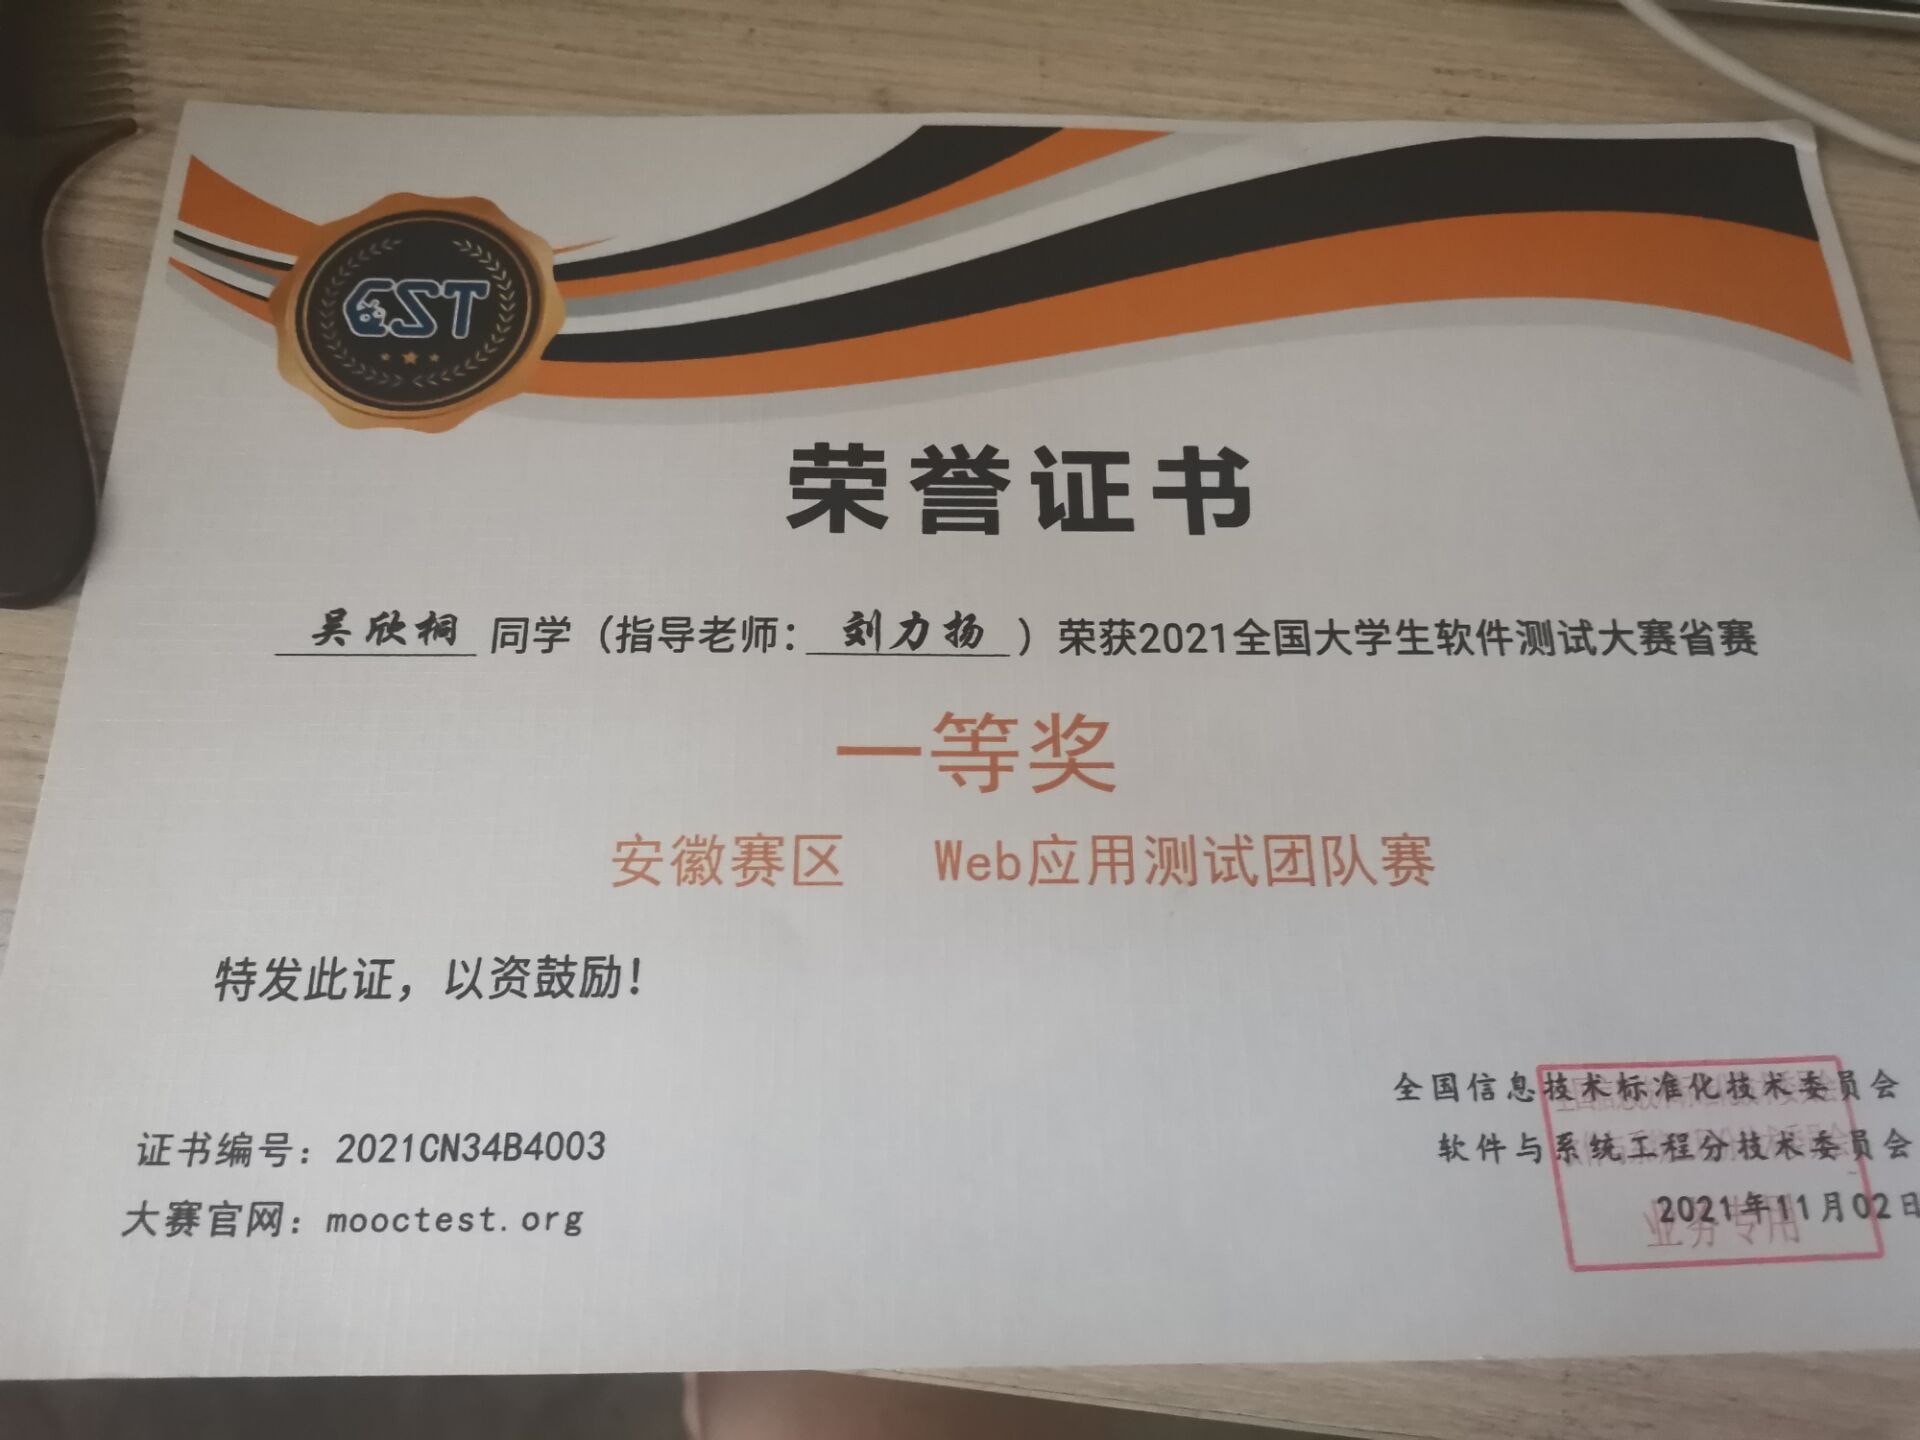 CST
荣誉证书
吴欣桐 同学（指导老师： 刘力扬 ）荣获2021全国大学生软件测试大赛省赛
一等奖
安徽赛区 Web应用测试团队赛
特发此证，以资鼓励！
全国信息技术标准化技术委员会
软件与系统工程分技术委员会
2021年11月02日
业务专用
证书编号：2021CN34B4003
大赛官网：mooctest.org